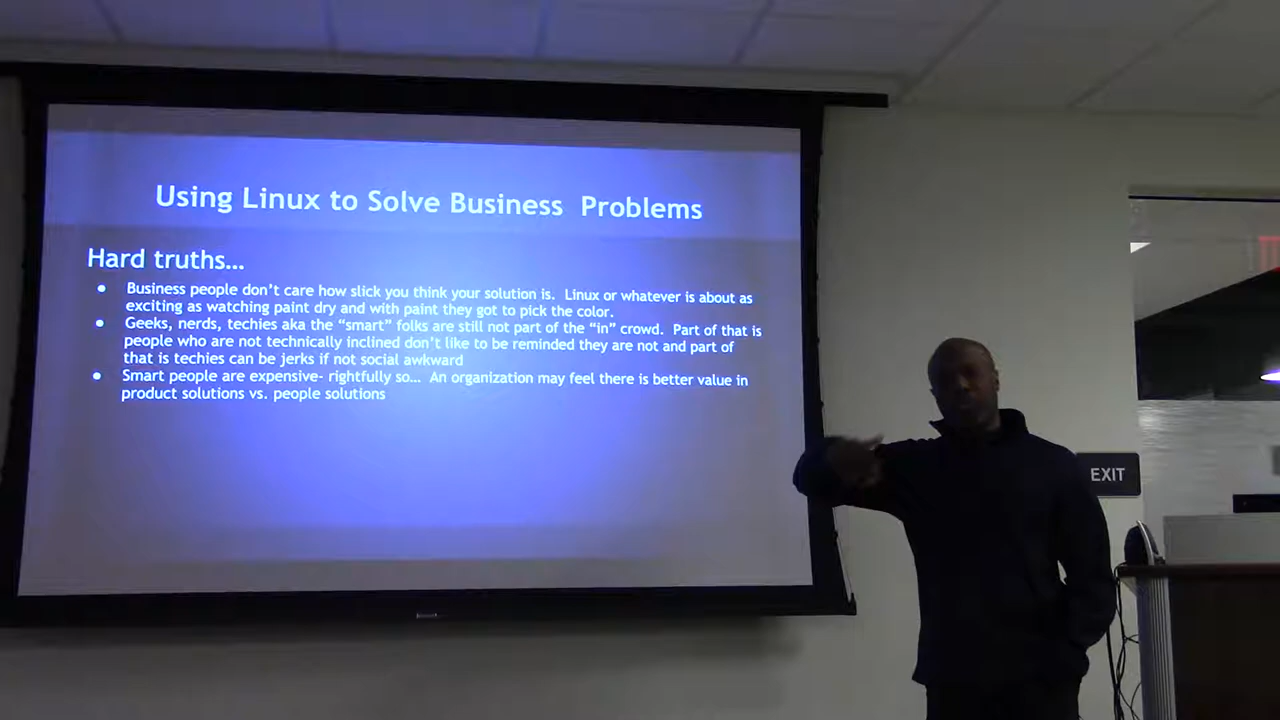 Using Linux to Solve Business Problems
Hard truths...
● Business people don't care how slick you think your solution is. Linux or whatever is about as
exciting as watching paint dry and with paint they got to pick the color.
● Geeks, nerds, techies aka the “smart” folks are still not part of the “in” crowd. Part of that is
people who are not technically inclined don't like to be reminded they are not and part of
that is techies can be jerks if not social awkward
● Smart people are expensive- rightfully so... An organization may feel there is better value in
product solutions vs. people solutions
EXIT